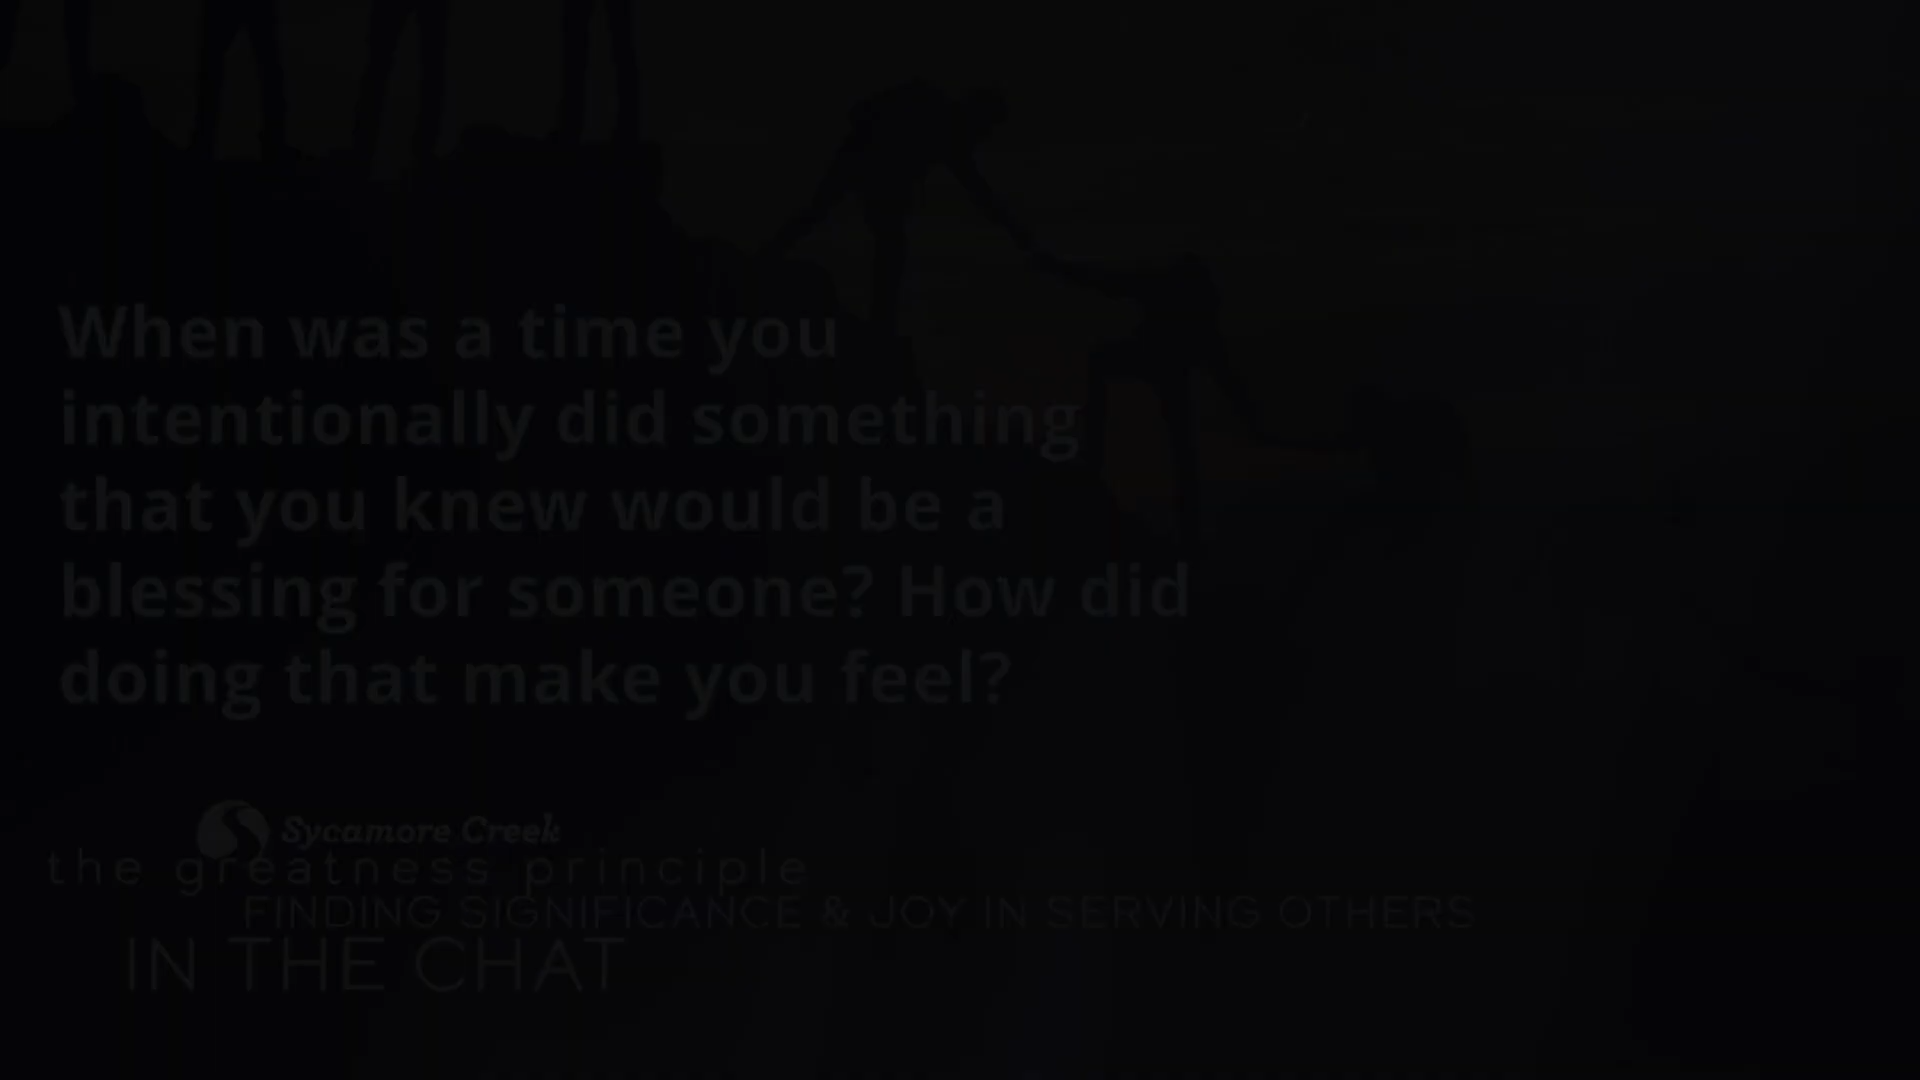 When was a time you
intentionally did something
that you knew would be a
blessing for someone? How did
doing that make you feel?
Sycamore Creek
the greatness principle
FINDING SIGNIFICANCE & JOY IN SERVING OTHERS
IN THE CHAT